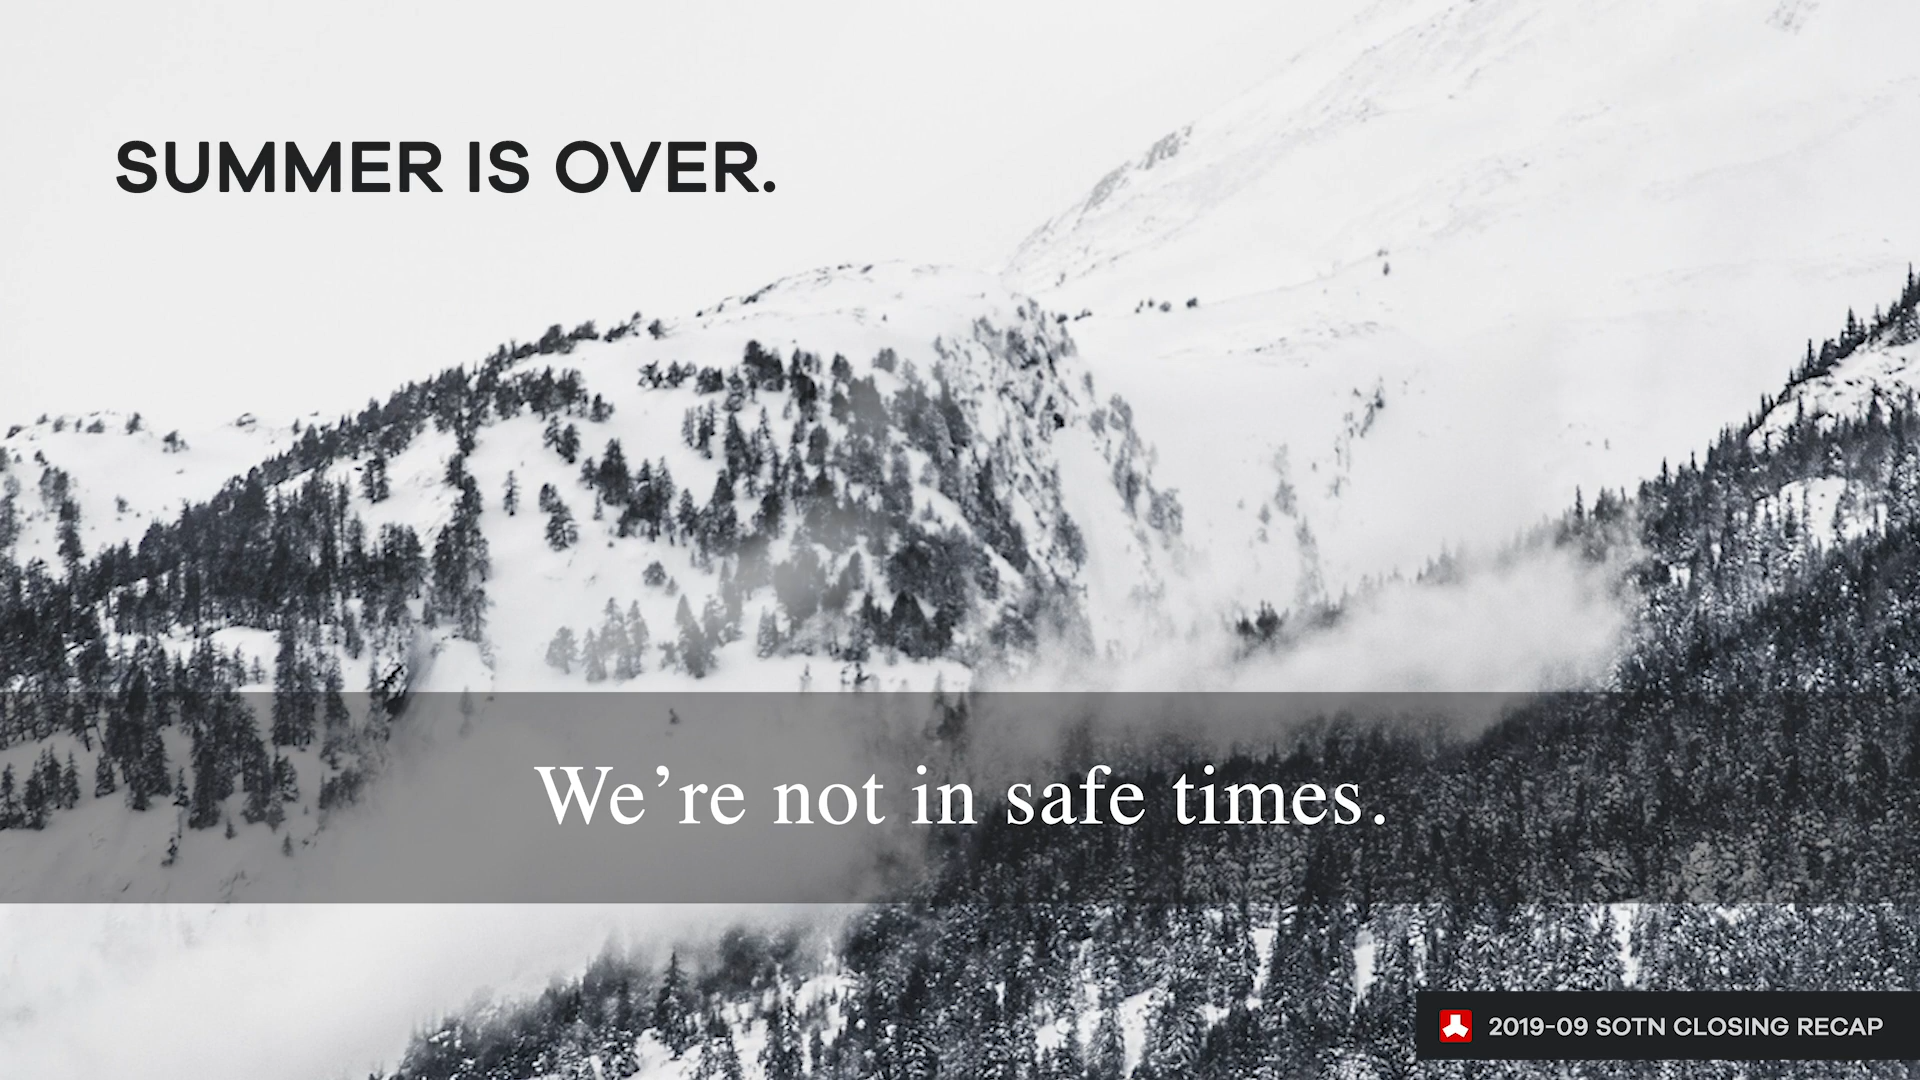 SUMMER IS OVER.
We’re not in safe times.
2019-09 SOTN CLOSING RECAP